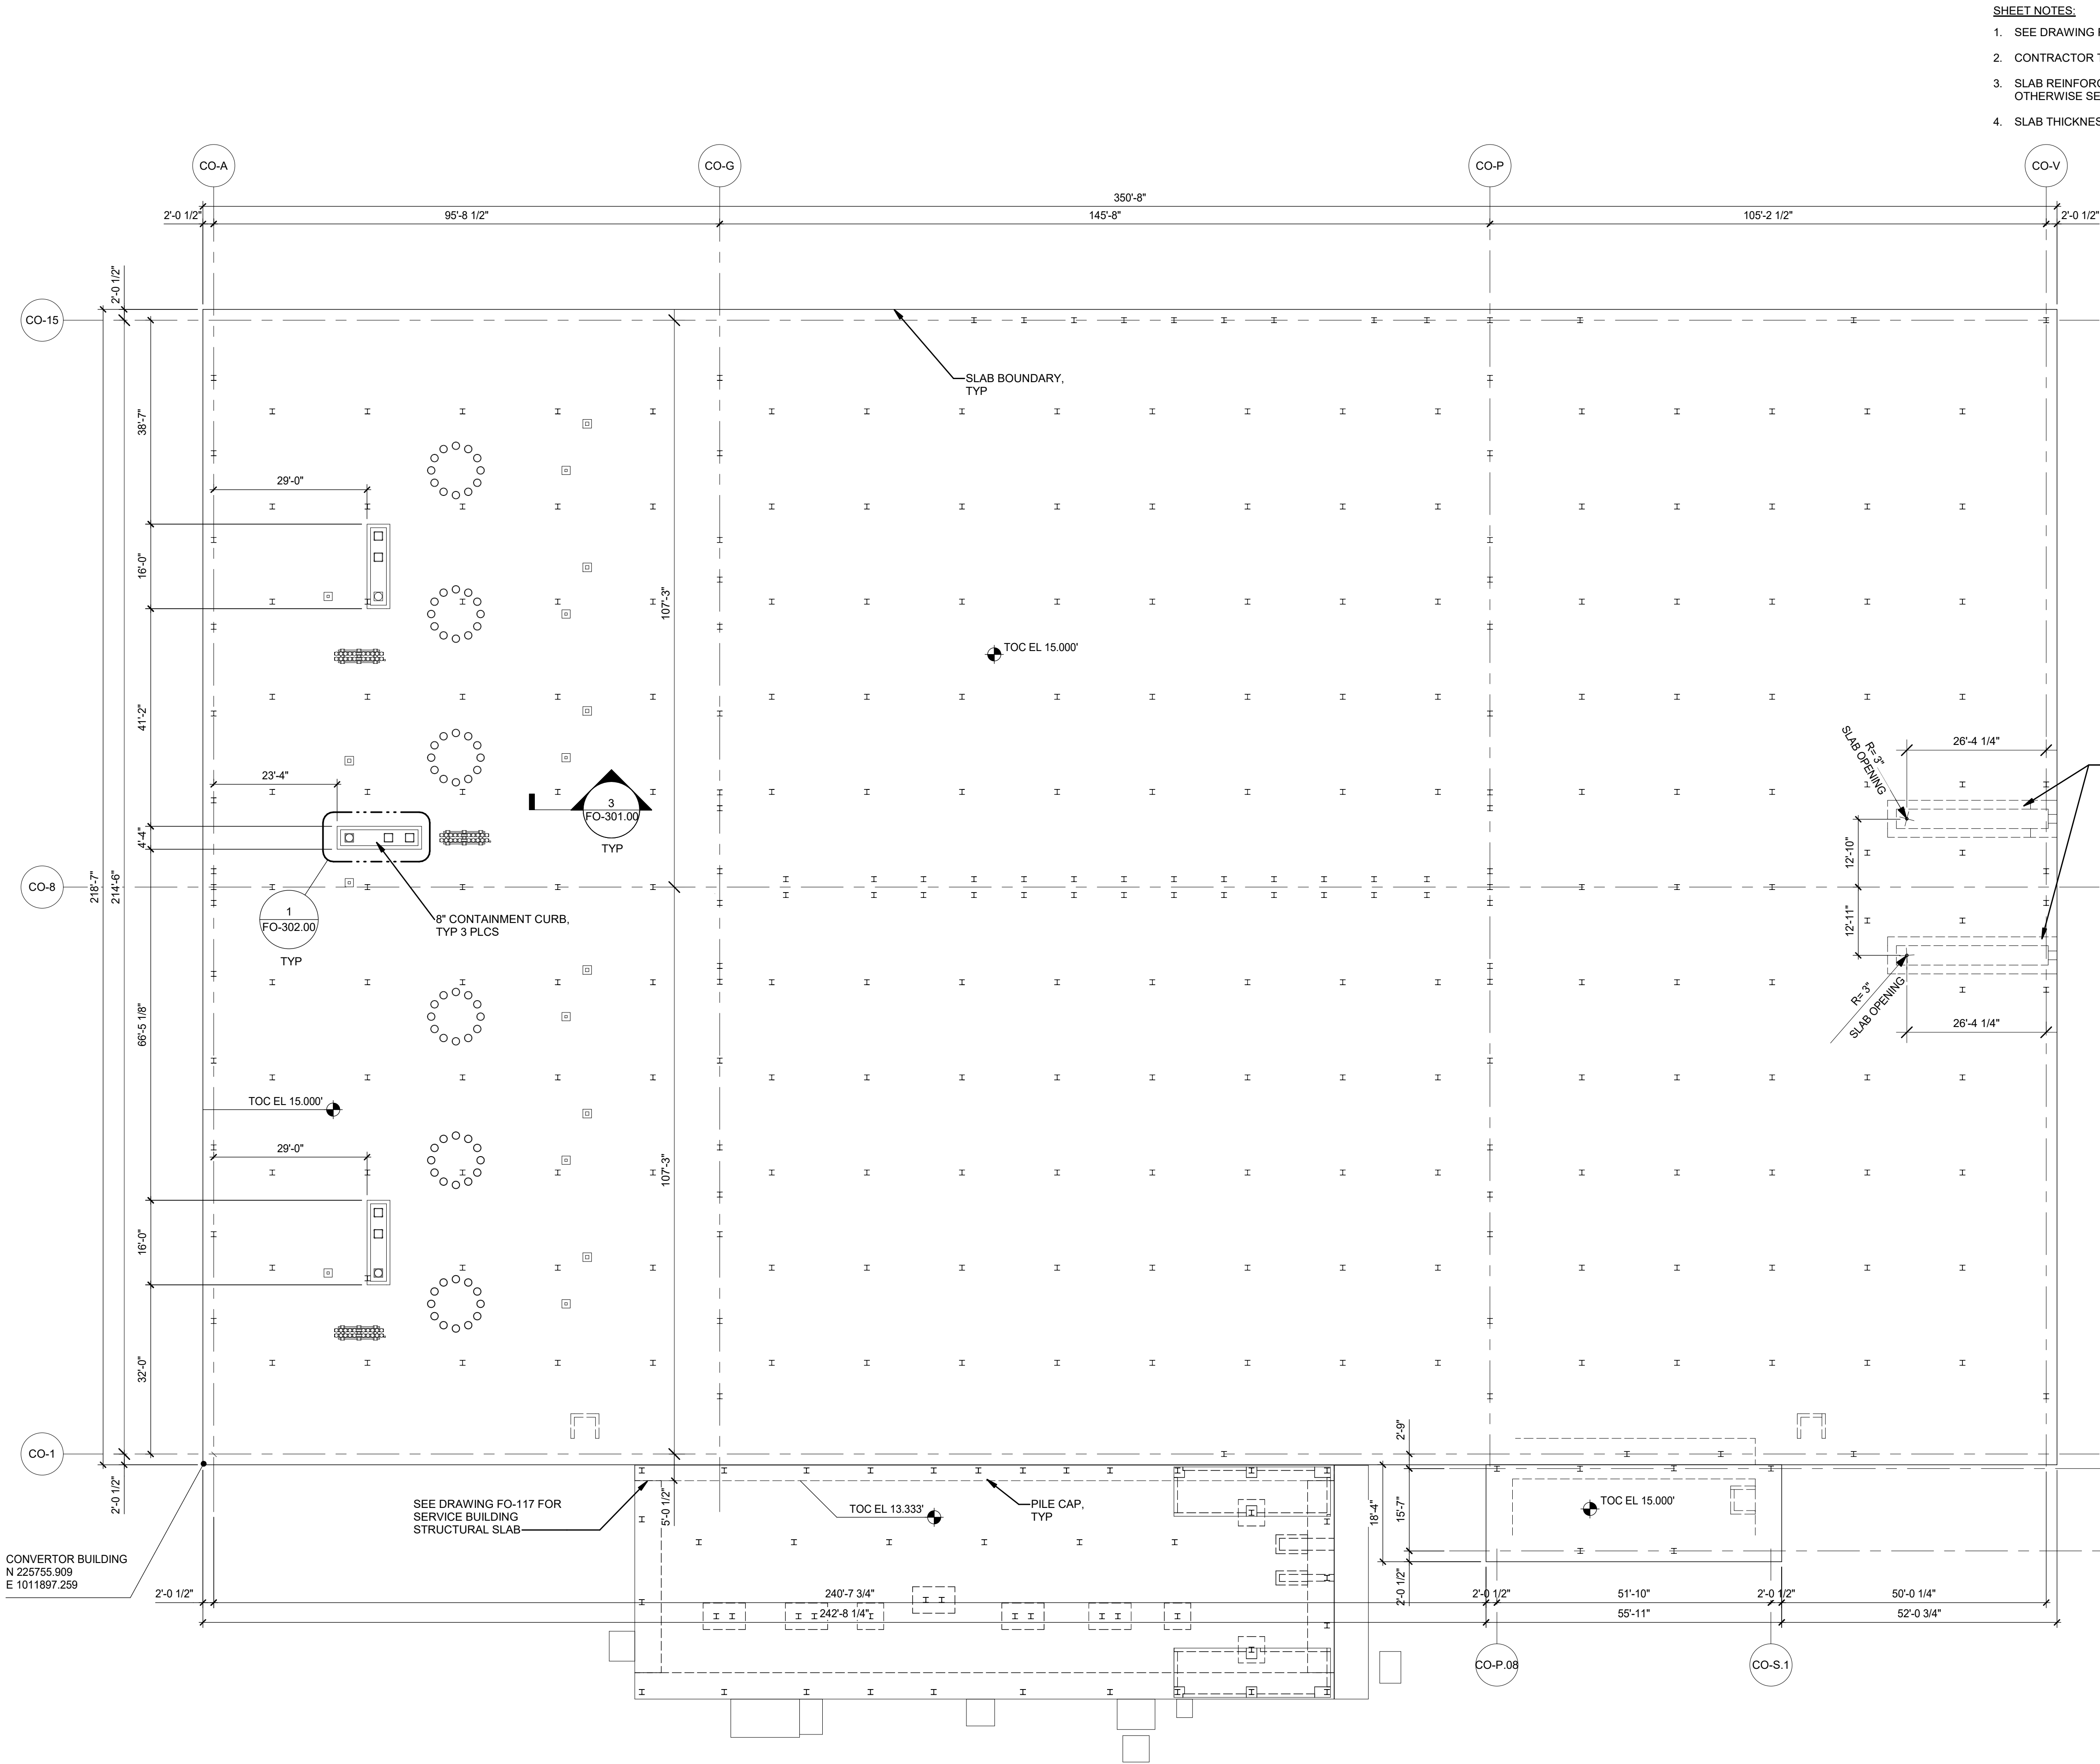 SHEET NOTES:
1. SEE DRAWING
2. CONTRACTOR
3. SLAB
OTHERWISE
4. SLAB
CO-A
CO-G
CO-P
CO-V
350'-8"
2'-0 1/2"
95'-8 1/2"
145'-8"
105'-2 1/2"
2'-0 1/2"
2'-0 1/2"
CO-15
SLAB BOUNDARY,
TYP
38'-7"
29'-0"
16'-0"
107'-3"
TOC EL 15.000'
41'-2"
R= 3"
SLAB OPENING
26'-4 1/4"
23'-4"
3
FO-301.00
TYP
4'-4"
12'-10"
CO-8
218'-7"
214'-6"
1
FO-302.00
TYP
8" CONTAINMENT CURB,
TYP 3 PLCS
12'-11"
R= 3"
SLAB OPENING
26'-4 1/4"
66'-5 1/8"
TOC EL 15.000'
29'-0"
107'-3"
16'-0"
32'-0"
CO-1
2'-9"
2'-0 1/2"
SEE DRAWING FO-117 FOR
SERVICE BUILDING
STRUCTURAL SLAB
5'-0 1/2"
TOC EL 13.333'
PILE CAP,
TYP
18'-4"
15'-7"
TOC EL 15.000'
CONVERTOR BUILDING
N 225755.909
E 1011897.259
2'-0 1/2"
2'-0 1/2"
240'-7 3/4"
2'-0 1/2"
51'-10"
2'-0 1/2"
50'-0 1/4"
242'-8 1/4"
55'-11"
52'-0 3/4"
CO-P.08
CO-S.1